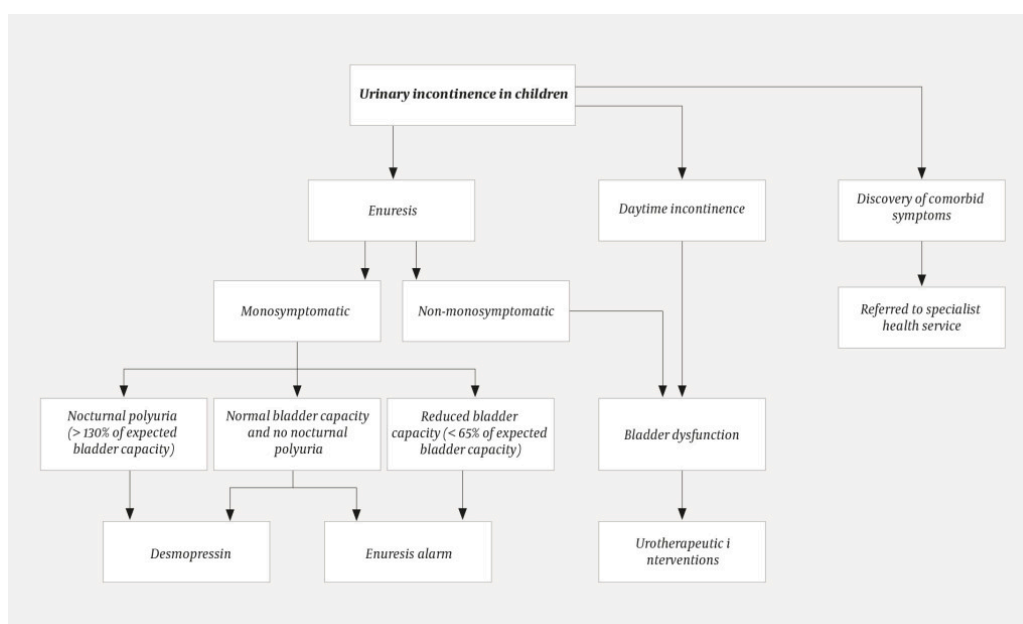 Urinary incontinence in children
Enuresis
Daytime incontinence
Discovery of comorbid
symptoms
Monosymptomatic
Non-monosymptomatic
Referred to specialist
health service
Nocturnal polyuria
(> 130% of expected
bladder capacity)
Normal bladder capacity
and no nocturnal
polyuria
Reduced bladder
capacity (< 65% of expected
bladder capacity)
Bladder dysfunction
Desmopressin
Enuresis alarm
Urotherapeutic i
nterventions